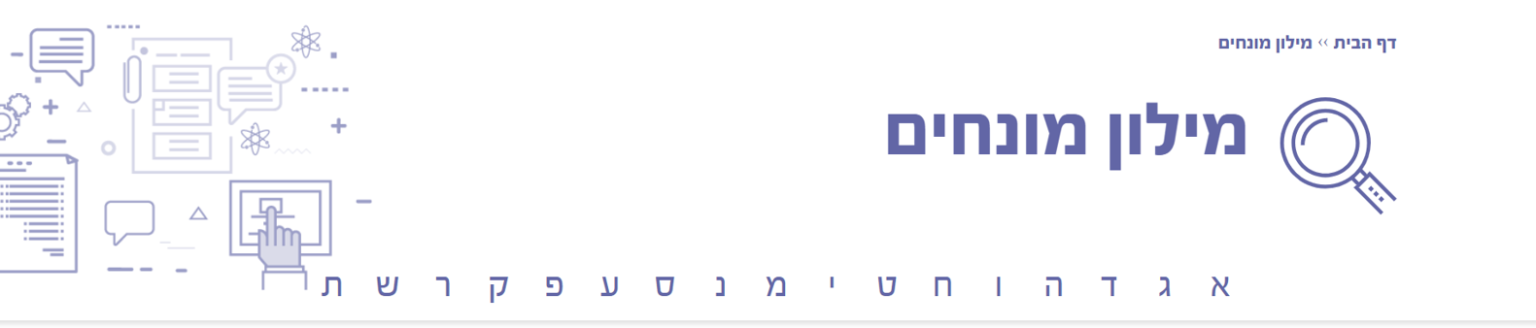 דף הבית ›› מילון מונחים
מילון מונחים
א ג ד ה ו ח ט י מ נ ס ע פ ק ר ש ת